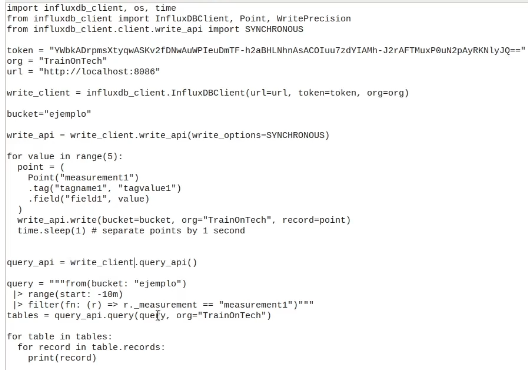 import influxdb_client, os, time
from influxdb_client import InfluxDBClient, Point, WritePrecision
from influxdb_client.client.write_api import SYNCHRONOUS
token = "YWbkADrpmsXtyqwASKv2fDNwAuWPIeuDmTF-h2aBHLNhnAsACOIuu7zdYIAMh-J2rAFTMuxP0uN2pAyRKNlyJQ=="
org = "TrainOnTech"
url = "http://localhost:8086"
write_client = influxdb_client.InfluxDBClient(url=url, token=token, org=org)
bucket="ejemplo"
write_api = write_client.write_api(write_options=SYNCHRONOUS)
for value in range(5):
  point = (
    Point("measurement1")
    .tag("tagname1", "tagvalue1")
    .field("field1", value)
  )
  write_api.write(bucket=bucket, org="TrainOnTech", record=point)
  time.sleep(1) # separate points by 1 second
query_api = write_client.query_api()
query = """from(bucket: "ejemplo")
 |> range(start: -10m)
 |> filter(fn: (r) => r._measurement == "measurement1")"""
tables = query_api.query(query, org="TrainOnTech")
for table in tables:
  for record in table.records:
    print(record)